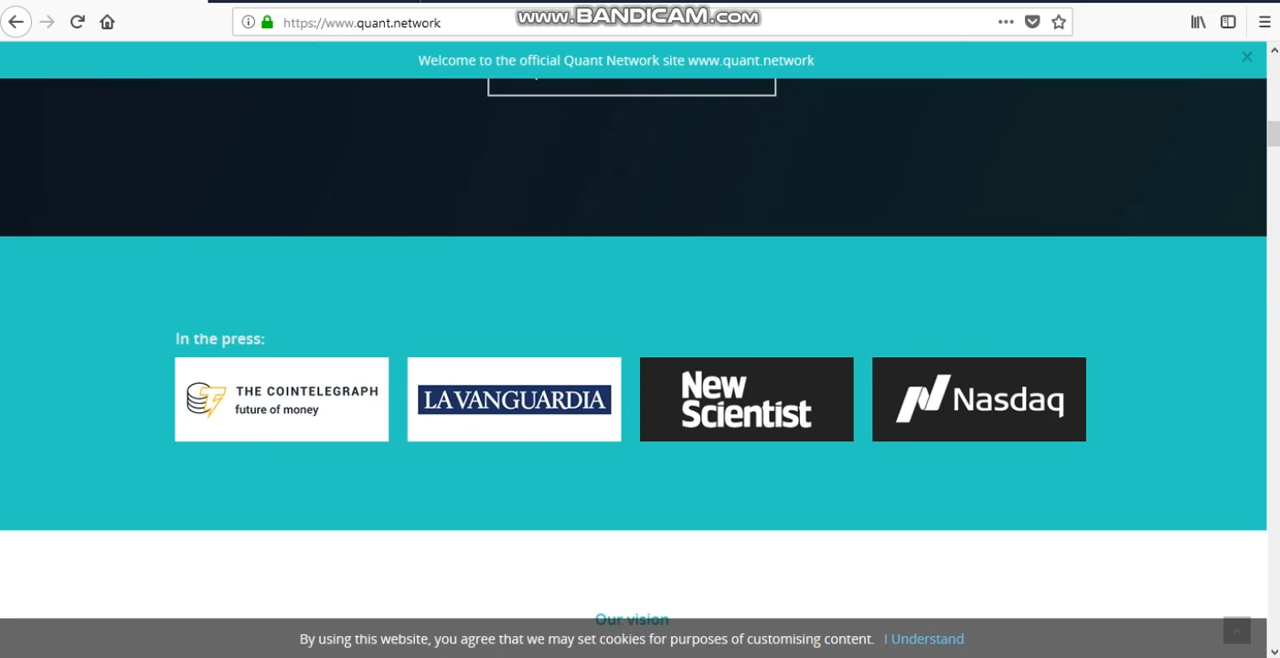 https://www.quant.network
www.BANDICAM.com
Welcome to the official Quant Network site www.quant.network
In the press:
THE COINTELEGRAPH
future of money
LAVANGUARDIA
New
Scientist
Nasdaq
Our vision
By using this website, you agree that we may set cookies for purposes of customising content. I Understand